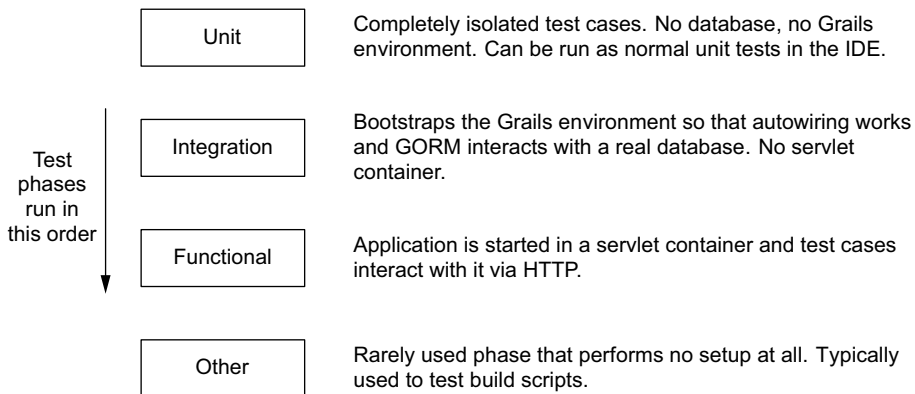 Unit
Completely isolated test cases. No database, no Grails
environment. Can be run as normal unit tests in the IDE.
Test
phases
run in
this order
Integration
Bootstraps the Grails environment so that autowiring works
and GORM interacts with a real database. No servlet
container.
Functional
Application is started in a servlet container and test cases
interact with it via HTTP.
Other
Rarely used phase that performs no setup at all. Typically
used to test build scripts.